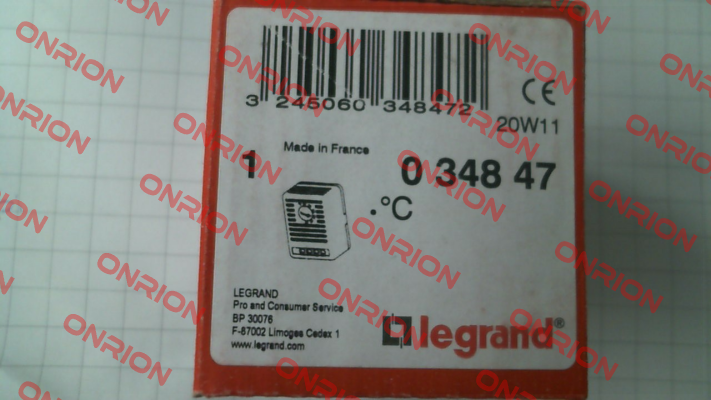 3 245060 348472
CE
20W11
Made in France
1
0 348 47
•°C
LEGRAND
Pro and Consumer Service
BP 30076
F-87002 Limoges Cedex 1
www.legrand.com
legrand®
ONRION